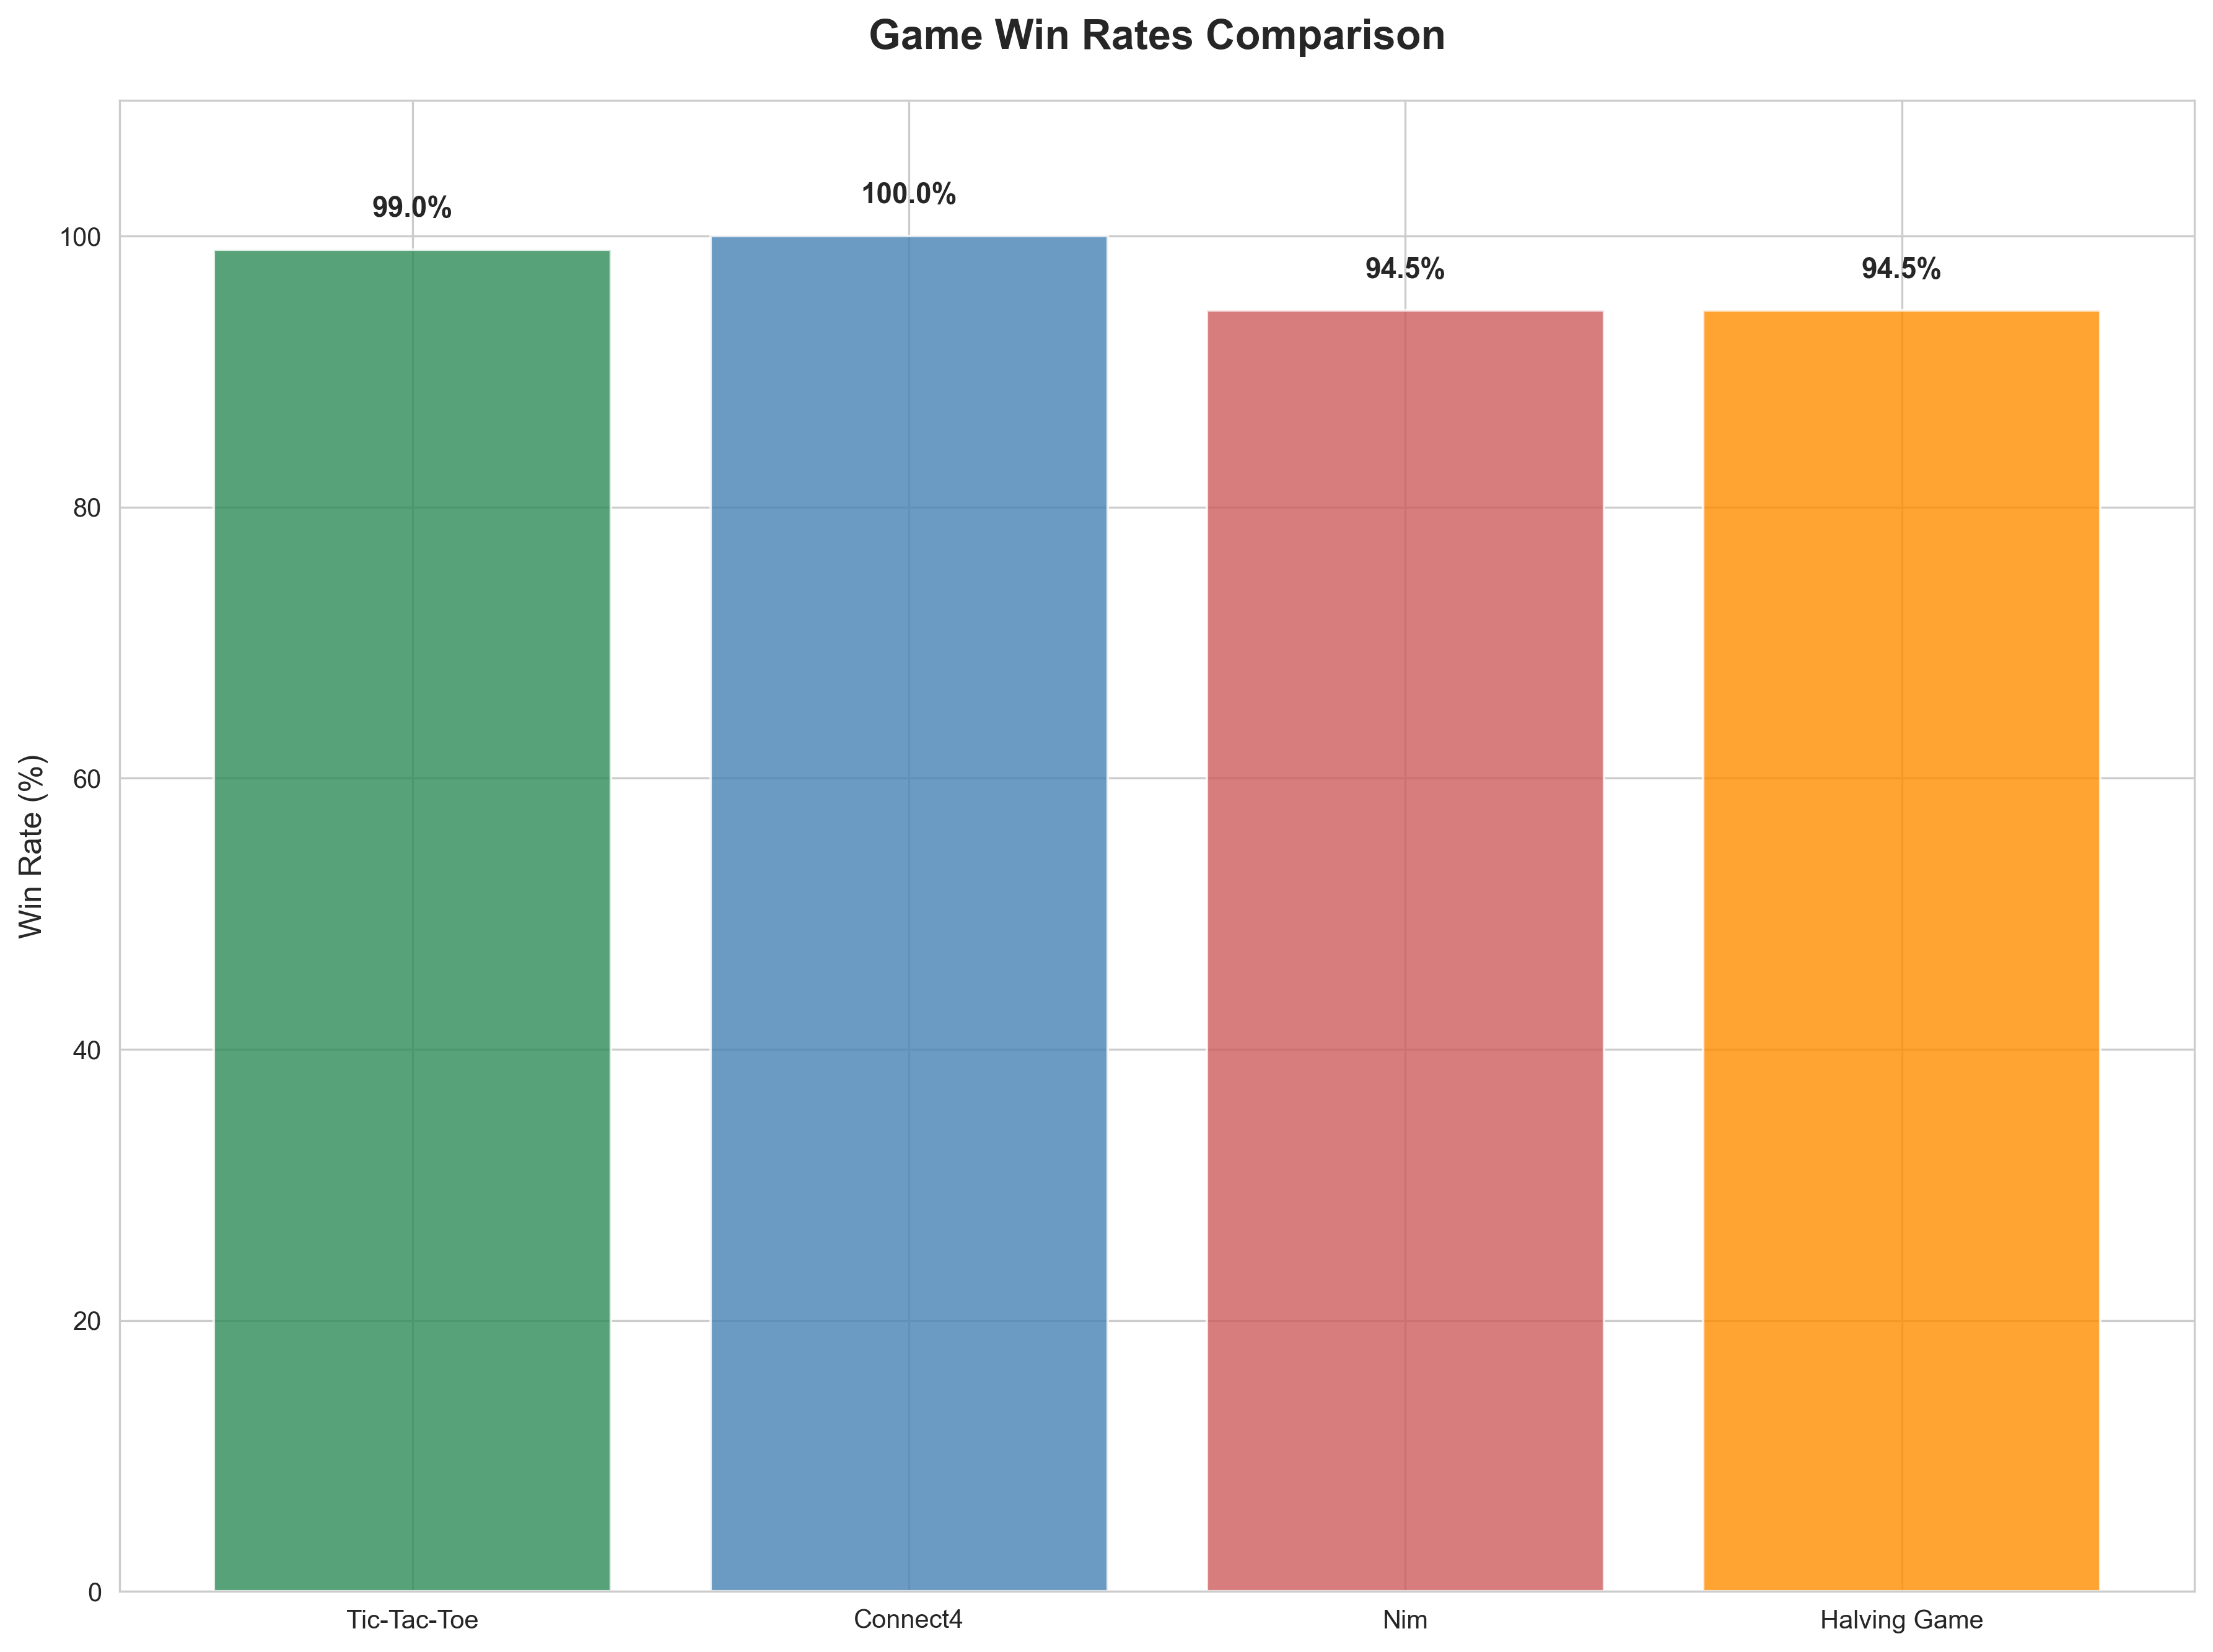 Game Win Rates Comparison
99.0%
100.0%
94.5%
94.5%
Win Rate (%)
100
80
60
40
20
0
Tic-Tac-Toe
Connect4
Nim
Halving Game